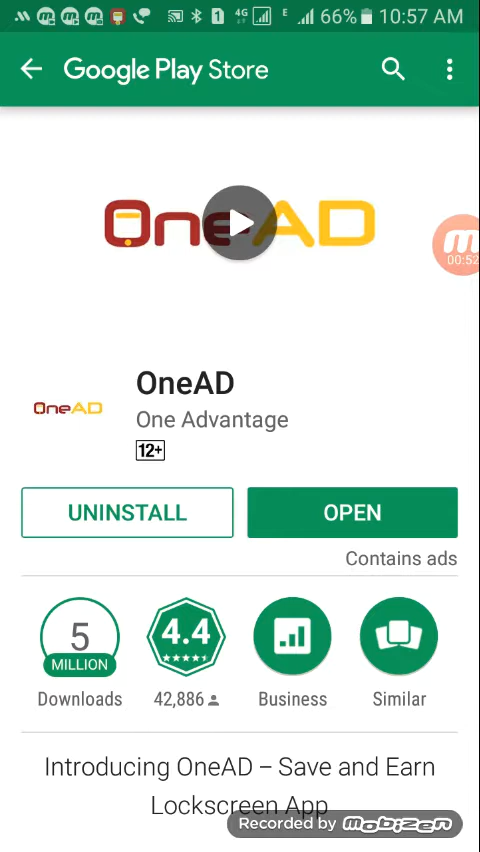 4G E 66% 10:57 AM
Google Play Store
OneAD
00:52
OneAD
OneAD
One Advantage
12+
UNINSTALL
OPEN
Contains ads
5
MILLION
4.4
Downloads
42,886
Business
Similar
Introducing OneAD – Save and Earn
Lockscreen App
Recorded by mobizen